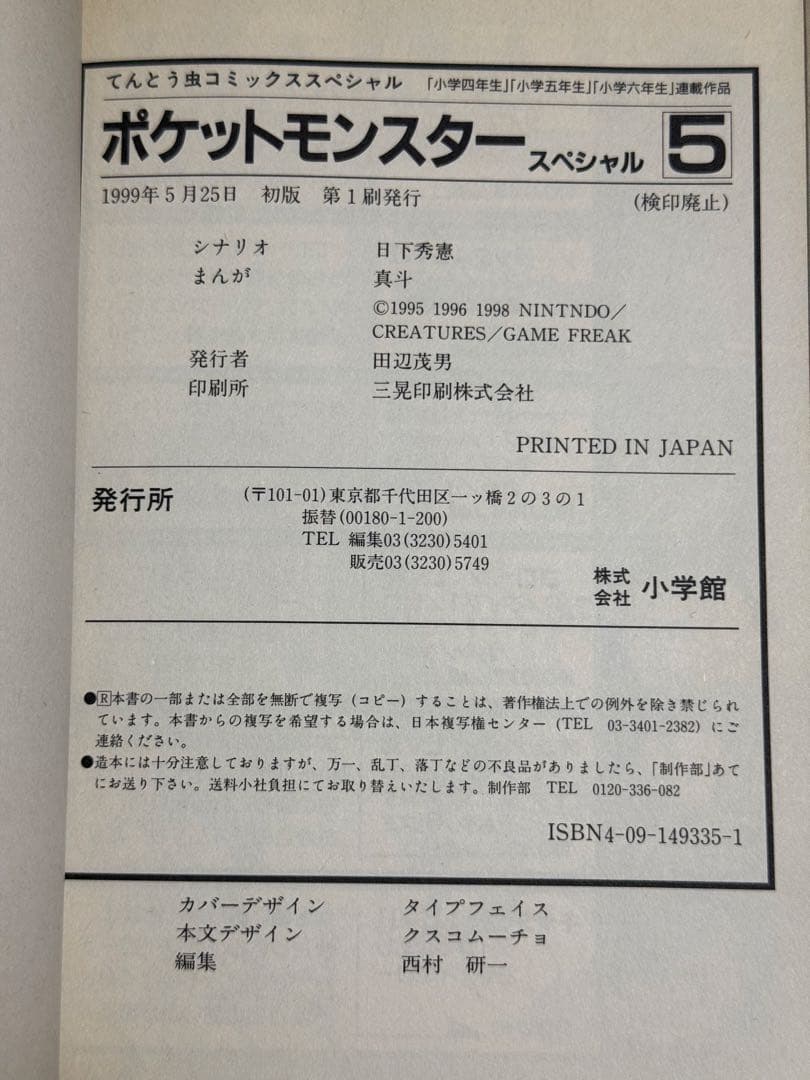 てんとう虫コミックススペシャル 「小学四年生」「小学五年生」「小学六年生」連載作品
ポケットモンスター スペシャル 5
1999年5月25日 初版 第1刷発行 (検印廃止)
シナリオ 日下秀憲
まんが 真斗
©1995 1996 1998 NINTNDO/
CREATURES/GAME FREAK
発行者 田辺茂男
印刷所 三晃印刷株式会社
PRINTED IN JAPAN
発行所 (〒101-01)東京都千代田区一ッ橋2の3の1
振替(00180-1-200)
TEL 編集03(3230)5401
販売03(3230)5749
株式会社 小学館
●Ⓡ本書の一部または全部を無断で複写(コピー)することは、著作権法上での例外を除き禁じられ
ています。本書からの複写を希望する場合は、日本複写権センター(TEL 03-3401-2382)にご
連絡ください。
●造本には十分注意しておりますが、万一、乱丁、落丁などの不良品がありましたら、「制作部」あて
にお送り下さい。送料小社負担にてお取り替えいたします。制作部 TEL 0120-336-082
ISBN4-09-149335-1
カバーデザイン タイプフェイス
本文デザイン クスコムーチョ
編集 西村 研一